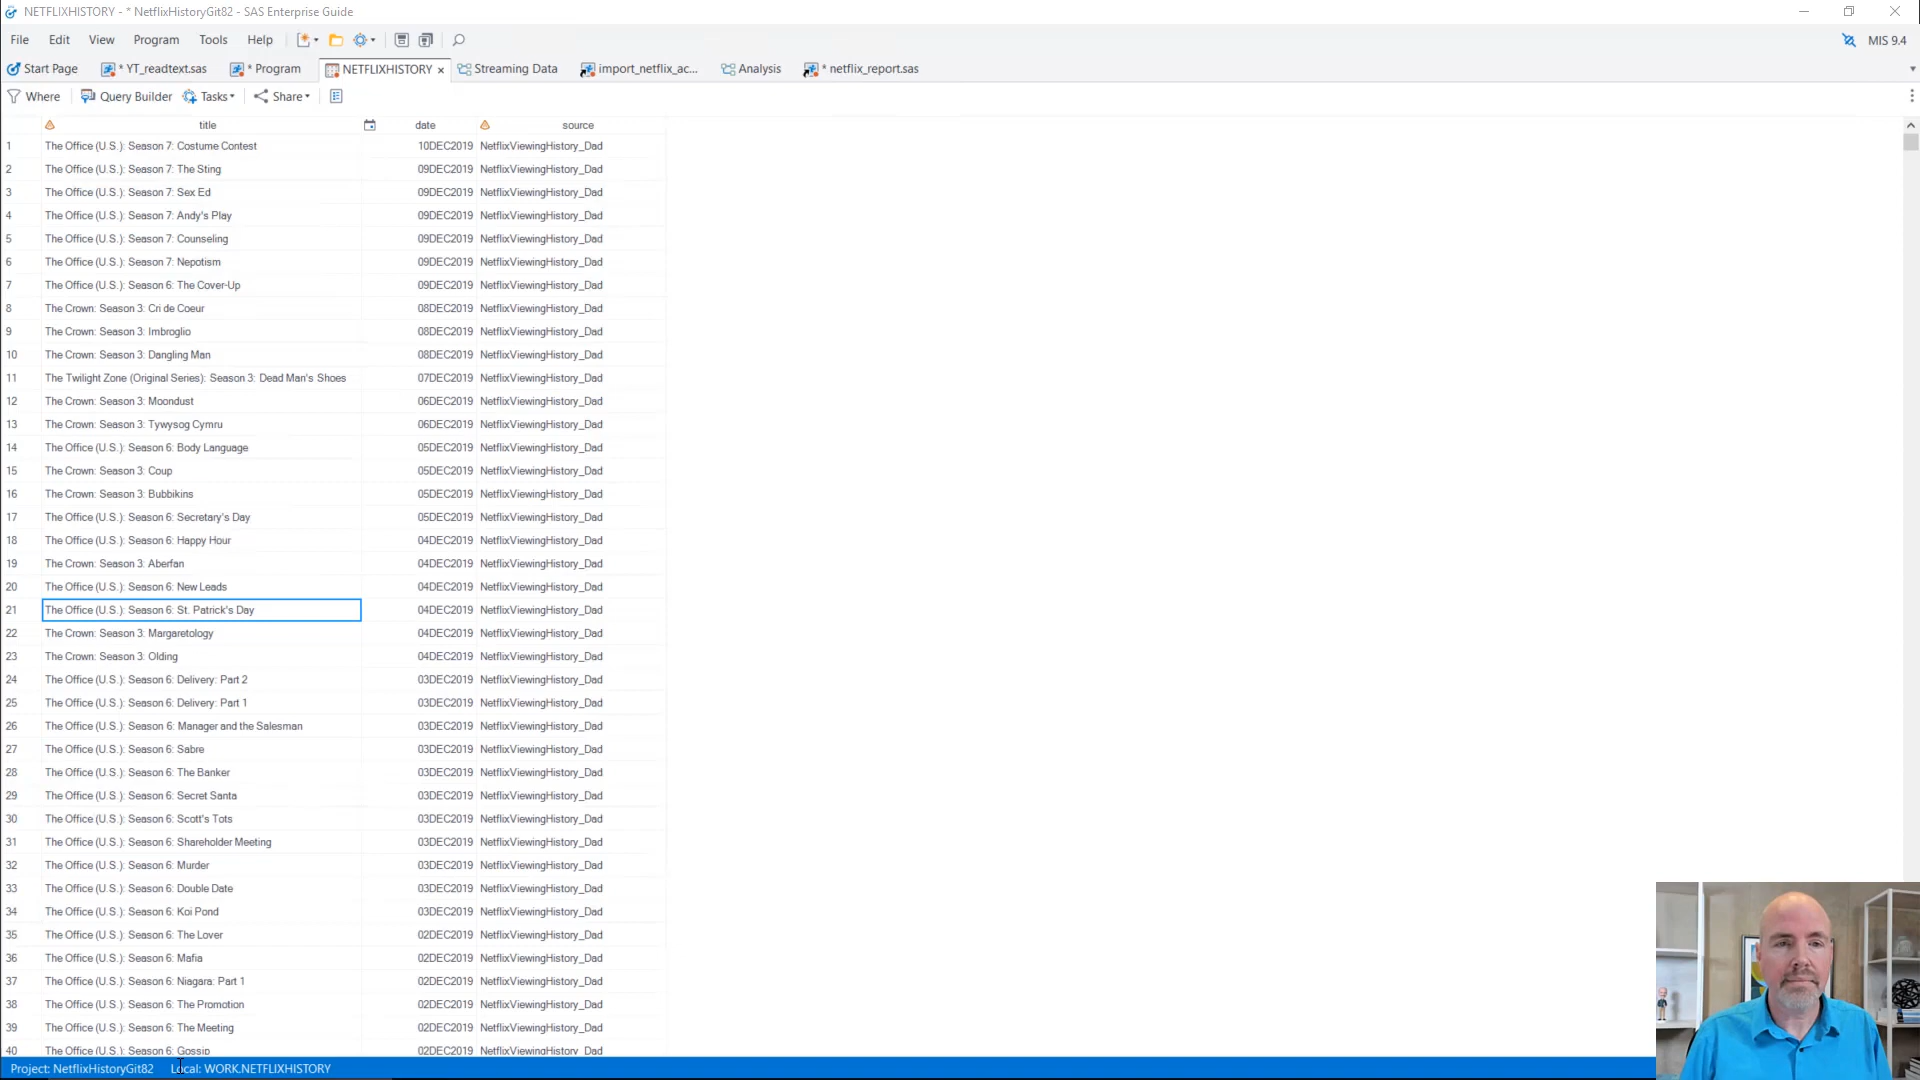 NETFLIXHISTORY - * NetflixHistoryGit82 - SAS Enterprise Guide
File Edit View Program Tools Help MIS 9.4
Start Page * YT_readtext.sas * Program NETFLIXHISTORY Streaming Data import_netflix_ac... Analysis * netflix_report.sas
Where Query Builder Tasks Share
title date source
1 The Office (U.S.): Season 7: Costume Contest 10DEC2019 NetflixViewingHistory_Dad
2 The Office (U.S.): Season 7: The Sting 09DEC2019 NetflixViewingHistory_Dad
3 The Office (U.S.): Season 7: Sex Ed 09DEC2019 NetflixViewingHistory_Dad
4 The Office (U.S.): Season 7: Andy's Play 09DEC2019 NetflixViewingHistory_Dad
5 The Office (U.S.): Season 7: Counseling 09DEC2019 NetflixViewingHistory_Dad
6 The Office (U.S.): Season 7: Nepotism 09DEC2019 NetflixViewingHistory_Dad
7 The Office (U.S.): Season 6: The Cover-Up 09DEC2019 NetflixViewingHistory_Dad
8 The Crown: Season 3: Cri de Coeur 08DEC2019 NetflixViewingHistory_Dad
9 The Crown: Season 3: Imbroglio 08DEC2019 NetflixViewingHistory_Dad
10 The Crown: Season 3: Dangling Man 08DEC2019 NetflixViewingHistory_Dad
11 The Twilight Zone (Original Series): Season 3: Dead Man's Shoes 07DEC2019 NetflixViewingHistory_Dad
12 The Crown: Season 3: Moondust 06DEC2019 NetflixViewingHistory_Dad
13 The Crown: Season 3: Tywysog Cymru 06DEC2019 NetflixViewingHistory_Dad
14 The Office (U.S.): Season 6: Body Language 05DEC2019 NetflixViewingHistory_Dad
15 The Crown: Season 3: Coup 05DEC2019 NetflixViewingHistory_Dad
16 The Crown: Season 3: Bubbikins 05DEC2019 NetflixViewingHistory_Dad
17 The Office (U.S.): Season 6: Secretary's Day 05DEC2019 NetflixViewingHistory_Dad
18 The Office (U.S.): Season 6: Happy Hour 04DEC2019 NetflixViewingHistory_Dad
19 The Crown: Season 3: Aberfan 04DEC2019 NetflixViewingHistory_Dad
20 The Office (U.S.): Season 6: New Leads 04DEC2019 NetflixViewingHistory_Dad
21 The Office (U.S.): Season 6: St. Patrick's Day 04DEC2019 NetflixViewingHistory_Dad
22 The Crown: Season 3: Margaretology 04DEC2019 NetflixViewingHistory_Dad
23 The Crown: Season 3: Olding 04DEC2019 NetflixViewingHistory_Dad
24 The Office (U.S.): Season 6: Delivery: Part 2 03DEC2019 NetflixViewingHistory_Dad
25 The Office (U.S.): Season 6: Delivery: Part 1 03DEC2019 NetflixViewingHistory_Dad
26 The Office (U.S.): Season 6: Manager and the Salesman 03DEC2019 NetflixViewingHistory_Dad
27 The Office (U.S.): Season 6: Sabre 03DEC2019 NetflixViewingHistory_Dad
28 The Office (U.S.): Season 6: The Banker 03DEC2019 NetflixViewingHistory_Dad
29 The Office (U.S.): Season 6: Secret Santa 03DEC2019 NetflixViewingHistory_Dad
30 The Office (U.S.): Season 6: Scott's Tots 03DEC2019 NetflixViewingHistory_Dad
31 The Office (U.S.): Season 6: Shareholder Meeting 03DEC2019 NetflixViewingHistory_Dad
32 The Office (U.S.): Season 6: Murder 03DEC2019 NetflixViewingHistory_Dad
33 The Office (U.S.): Season 6: Double Date 03DEC2019 NetflixViewingHistory_Dad
34 The Office (U.S.): Season 6: Koi Pond 03DEC2019 NetflixViewingHistory_Dad
35 The Office (U.S.): Season 6: The Lover 02DEC2019 NetflixViewingHistory_Dad
36 The Office (U.S.): Season 6: Mafia 02DEC2019 NetflixViewingHistory_Dad
37 The Office (U.S.): Season 6: Niagara: Part 1 02DEC2019 NetflixViewingHistory_Dad
38 The Office (U.S.): Season 6: The Promotion 02DEC2019 NetflixViewingHistory_Dad
39 The Office (U.S.): Season 6: The Meeting 02DEC2019 NetflixViewingHistory_Dad
40 The Office (U.S.): Season 6: Gossip 02DEC2019 NetflixViewingHistory_Dad
Project: NetflixHistoryGit82 Local: WORK.NETFLIXHISTORY